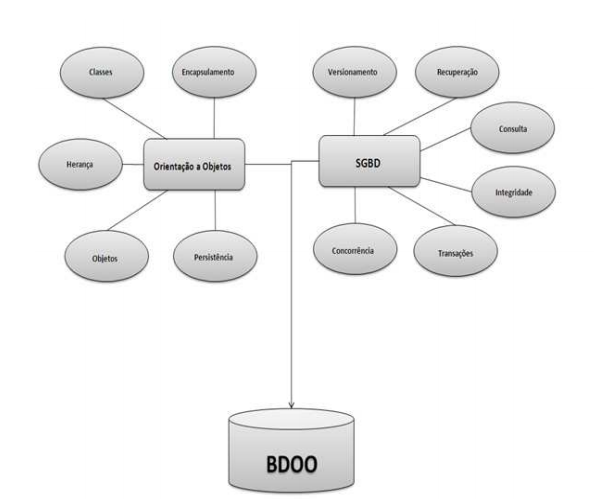 Classes
Encapsulamento
Versionamento
Recuperação
Consulta
Herança
Orientação a Objetos
SGBD
Integridade
Objetos
Persistência
Concorrência
Transações
BDOO